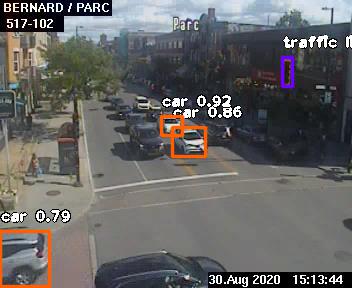 BERNARD / PARC
517-102
Parc
traffic l
car 0.92
car 0.86
car 0.79
30.Aug 2020 15:13:44